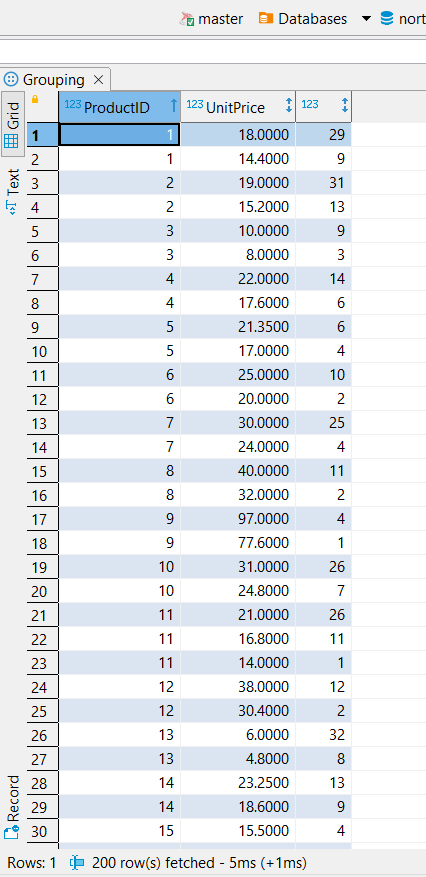 master Databases nort
Grouping
Grid
Text
Record
123 ProductID 123 UnitPrice 123
1 1 18.0000 29
2 1 14.4000 9
3 2 19.0000 31
4 2 15.2000 13
5 3 10.0000 9
6 3 8.0000 3
7 4 22.0000 14
8 4 17.6000 6
9 5 21.3500 6
10 5 17.0000 4
11 6 25.0000 10
12 6 20.0000 2
13 7 30.0000 25
14 7 24.0000 4
15 8 40.0000 11
16 8 32.0000 2
17 9 97.0000 4
18 9 77.6000 1
19 10 31.0000 26
20 10 24.8000 7
21 11 21.0000 26
22 11 16.8000 11
23 11 14.0000 1
24 12 38.0000 12
25 12 30.4000 2
26 13 6.0000 32
27 13 4.8000 8
28 14 23.2500 13
29 14 18.6000 9
30 15 15.5000 4
Rows: 1 200 row(s) fetched - 5ms (+1ms)